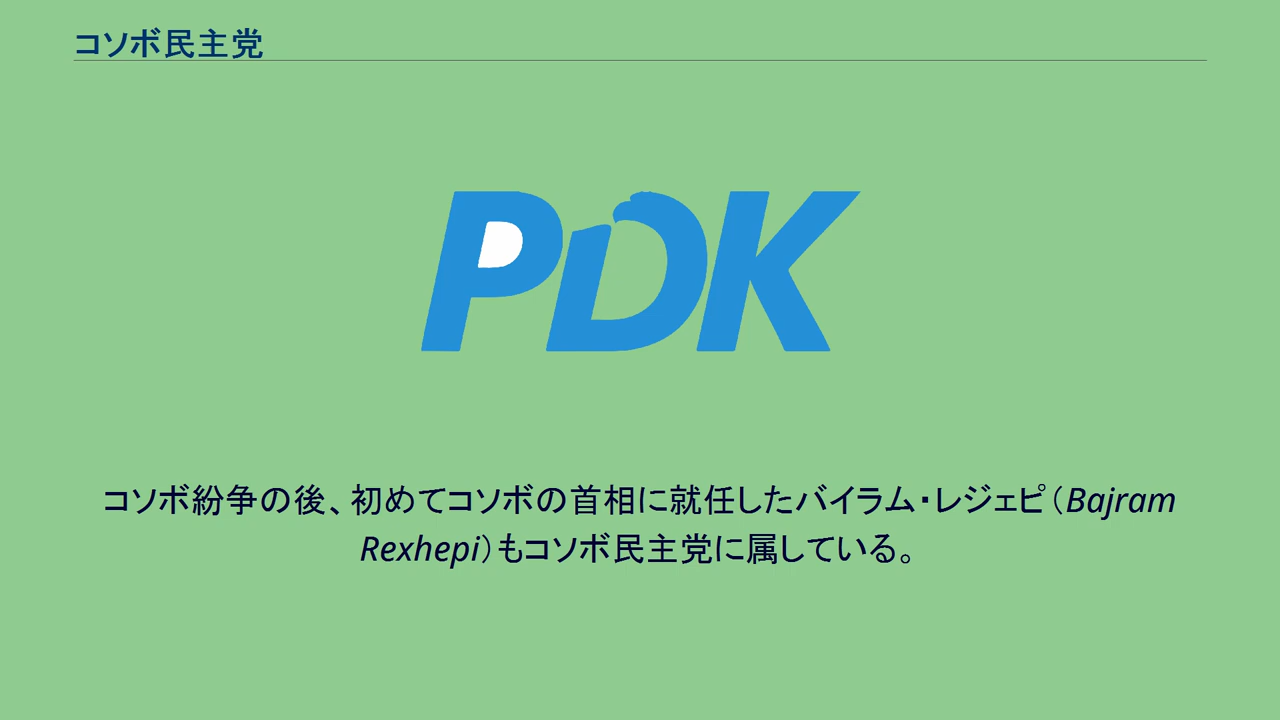 コソボ民主党
PDK
コソボ紛争の後、初めてコソボの首相に就任したバイラム・レジェピ（Bajram
Rexhepi）もコソボ民主党に属している。